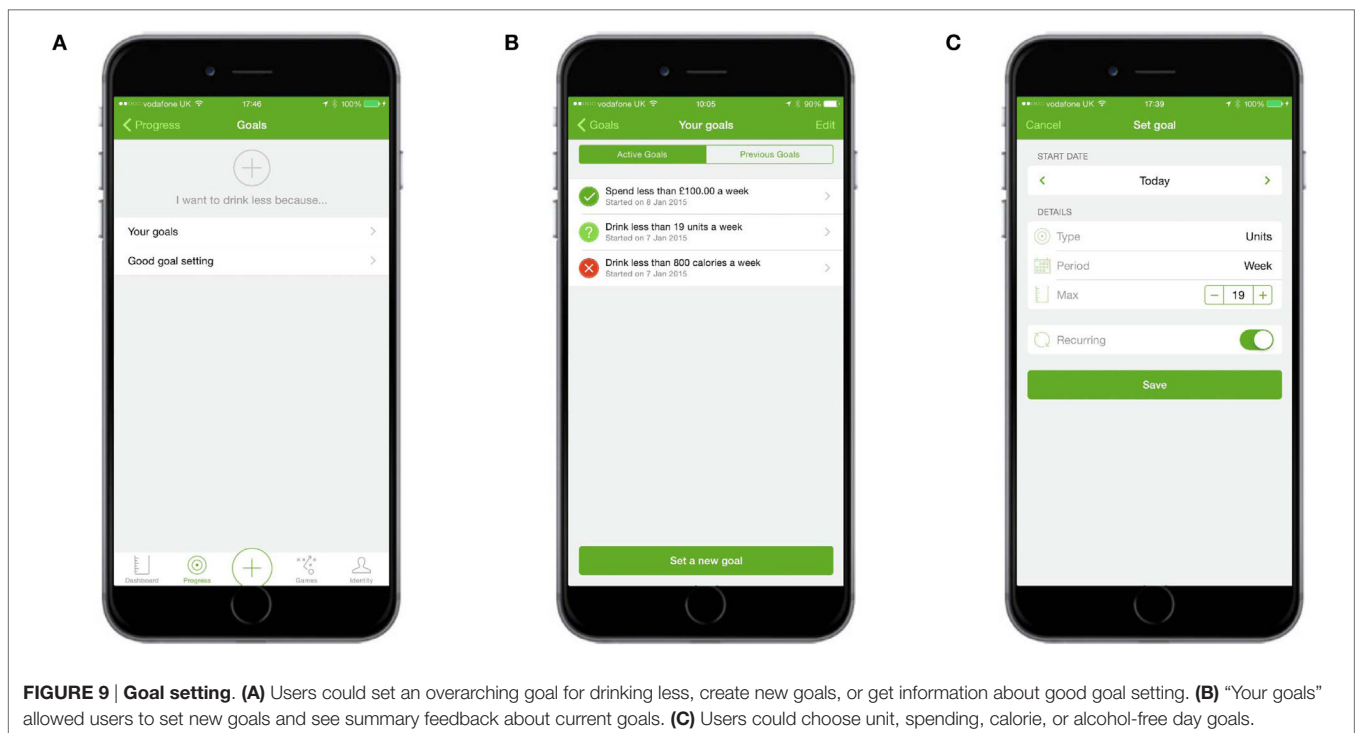 A
vodafone UK 17:46 100%
Progress Goals
I want to drink less because...
Your goals
Good goal setting
Dashboard Progress Games Identity
B
vodafone UK 10:05 90%
Goals Your goals Edit
Active Goals Previous Goals
Spend less than £100.00 a week
Started on 8 Jan 2015
Drink less than 19 units a week
Started on 7 Jan 2015
Drink less than 800 calories a week
Started on 7 Jan 2015
Set a new goal
C
vodafone UK 17:39 100%
Cancel Set goal
START DATE
Today
DETAILS
Type Units
Period Week
Max − 19 +
Recurring
Save
FIGURE 9 | Goal setting. (A) Users could set an overarching goal for drinking less, create new goals, or get information about good goal setting. (B) “Your goals”
allowed users to set new goals and see summary feedback about current goals. (C) Users could choose unit, spending, calorie, or alcohol-free day goals.